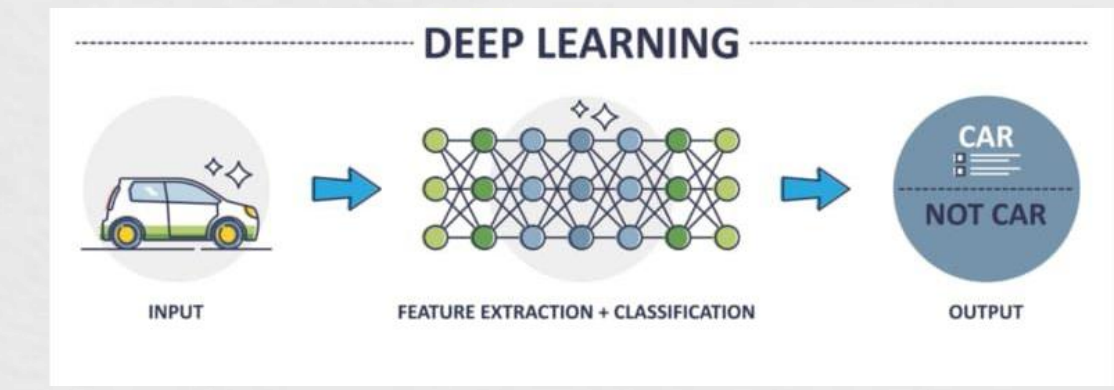 DEEP LEARNING
CAR
NOT CAR
INPUT
FEATURE EXTRACTION + CLASSIFICATION
OUTPUT